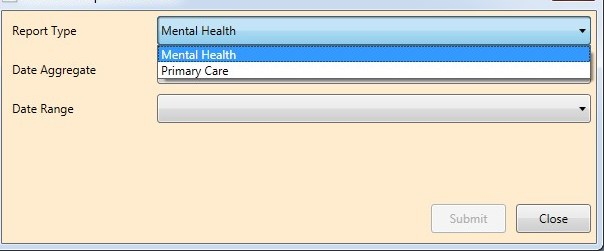 Report Type
Mental Health
Mental Health
Primary Care
Date Aggregate
Date Range
Submit
Close